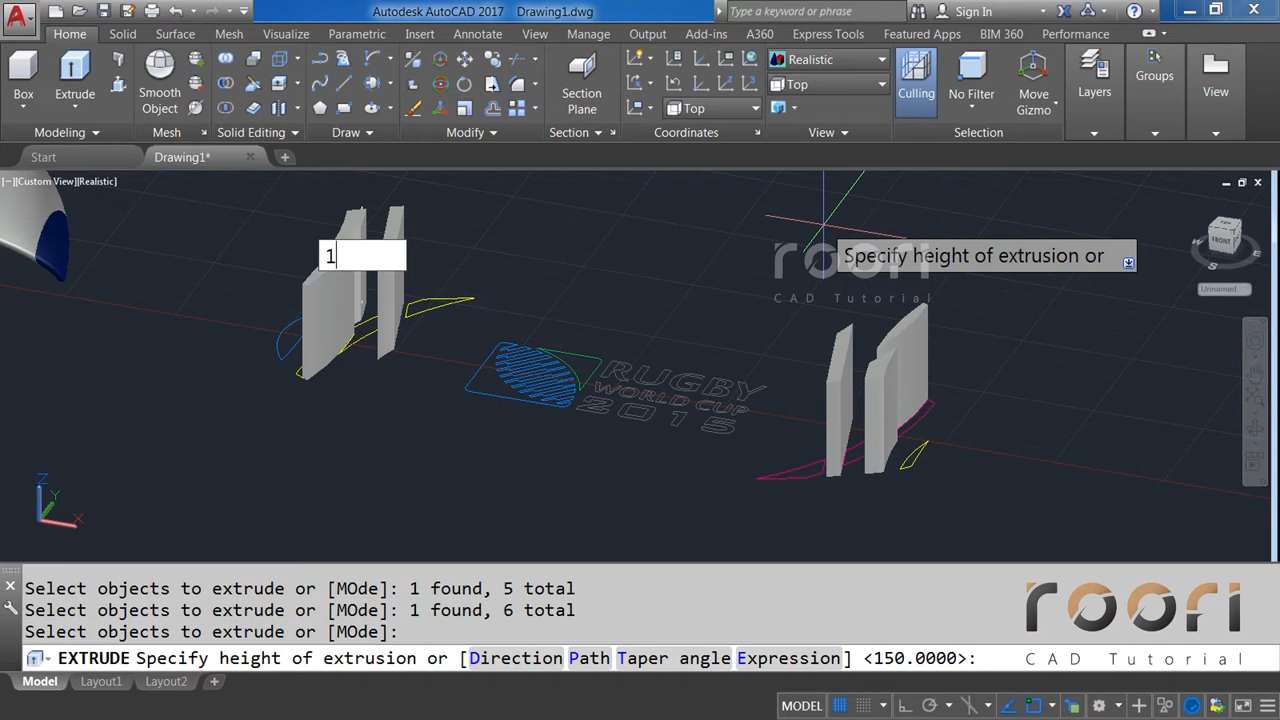 Autodesk AutoCAD 2017 Drawing1.dwg
Type a keyword or phrase
Sign In
Home Solid Surface Mesh Visualize Parametric Insert Annotate View Manage Output Add-ins A360 Express Tools Featured Apps BIM 360 Performance
Box
Extrude
Smooth
Object
Section
Plane
Top
Realistic
Top
Culling
No Filter
Move
Gizmo
Layers
Groups
View
Modeling
Mesh
Solid Editing
Draw
Modify
Section
Coordinates
View
Selection
Start
Drawing1*
[−][Custom View][Realistic]
1
Specify height of extrusion or
roori
CAD Tutorial
FRONT
W
S
Unnamed
RUGBY
WORLD CUP
2015
Z
Y
X
Select objects to extrude or [MOde]: 1 found, 5 total
Select objects to extrude or [MOde]: 1 found, 6 total
Select objects to extrude or [MOde]:
EXTRUDE Specify height of extrusion or [Direction Path Taper angle Expression] <150.0000>:
roori
CAD Tutorial
Model Layout1 Layout2
MODEL